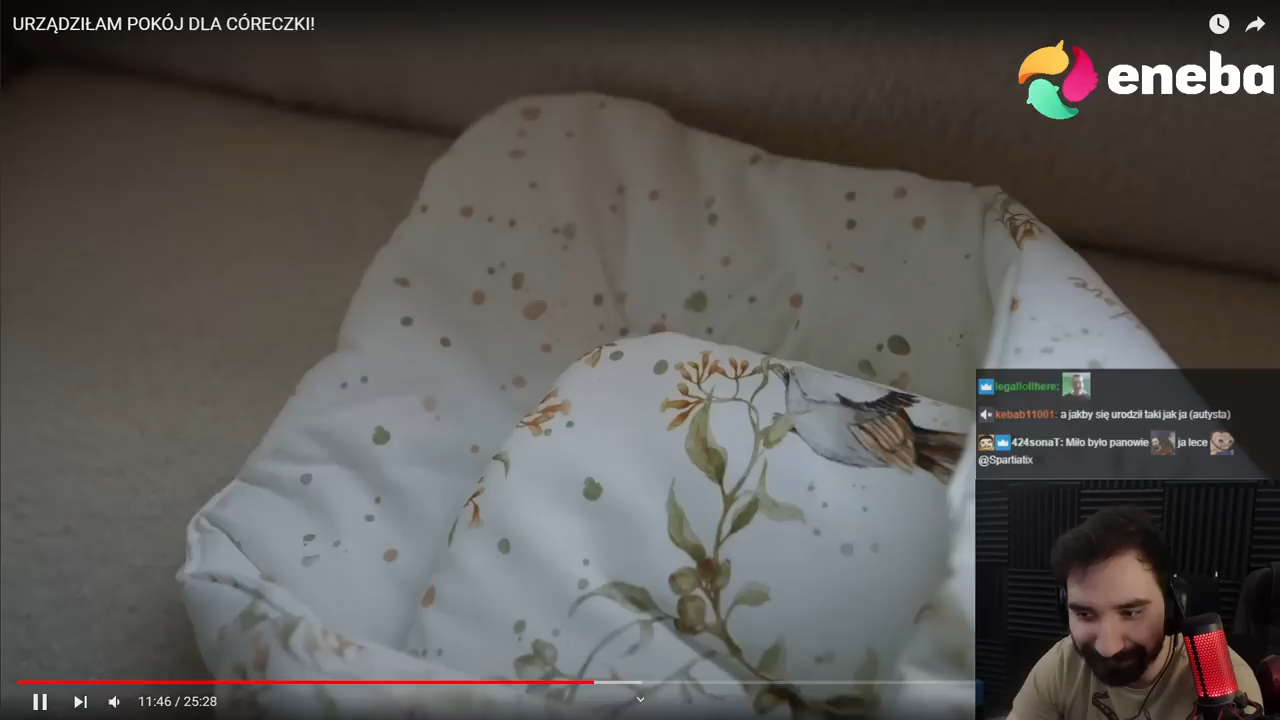 URZĄDZIŁAM POKÓJ DLA CÓRECZKI!
eneba
legallollhere:
kebab11001: a jakby się urodził taki jak ja (autysta)
424sonaT: Miło było panowie ja lece
@Spartiatix
11:46 / 25:28